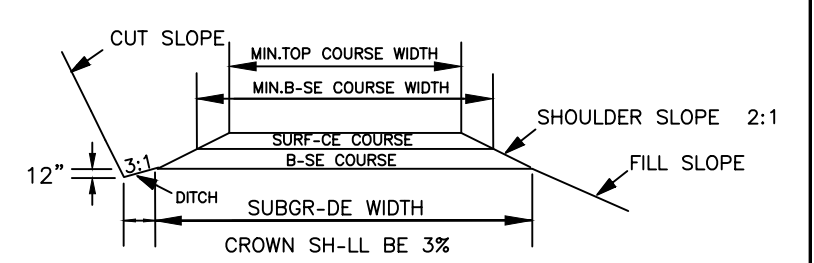 CUT SLOPE
MIN.TOP COURSE WIDTH
MIN.B-SE COURSE WIDTH
SHOULDER SLOPE 2:1
SURF-CE COURSE
B-SE COURSE
3:1
FILL SLOPE
12"
DITCH
SUBGR-DE WIDTH
CROWN SH-LL BE 3%